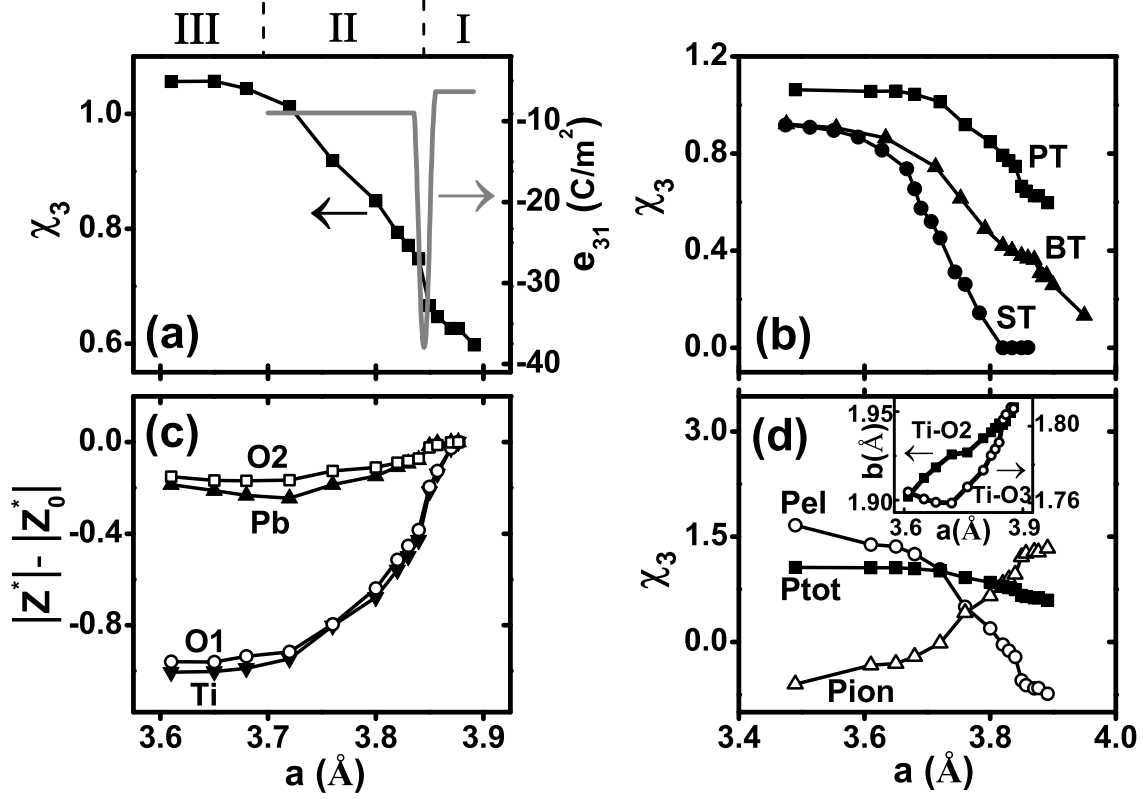 III II I
χ₃
1.0
0.8
0.6
(a)
-10
-20
-30
-40
e₃₁ (C/m²)
χ₃
1.2
0.8
0.4
0.0
PT
BT
ST
(b)
|Z*| - |Z*₀|
0.0
-0.4
-0.8
(c)
O2
Pb
O1
Ti
3.6 3.7 3.8 3.9
a (Å)
χ₃
3.0
1.5
0.0
(d)
b(Å)
1.95
1.90
Ti-O2
Ti-O3
1.80
1.76
3.6 3.9
a(Å)
Pel
Ptot
Pion
3.4 3.6 3.8 4.0
a (Å)